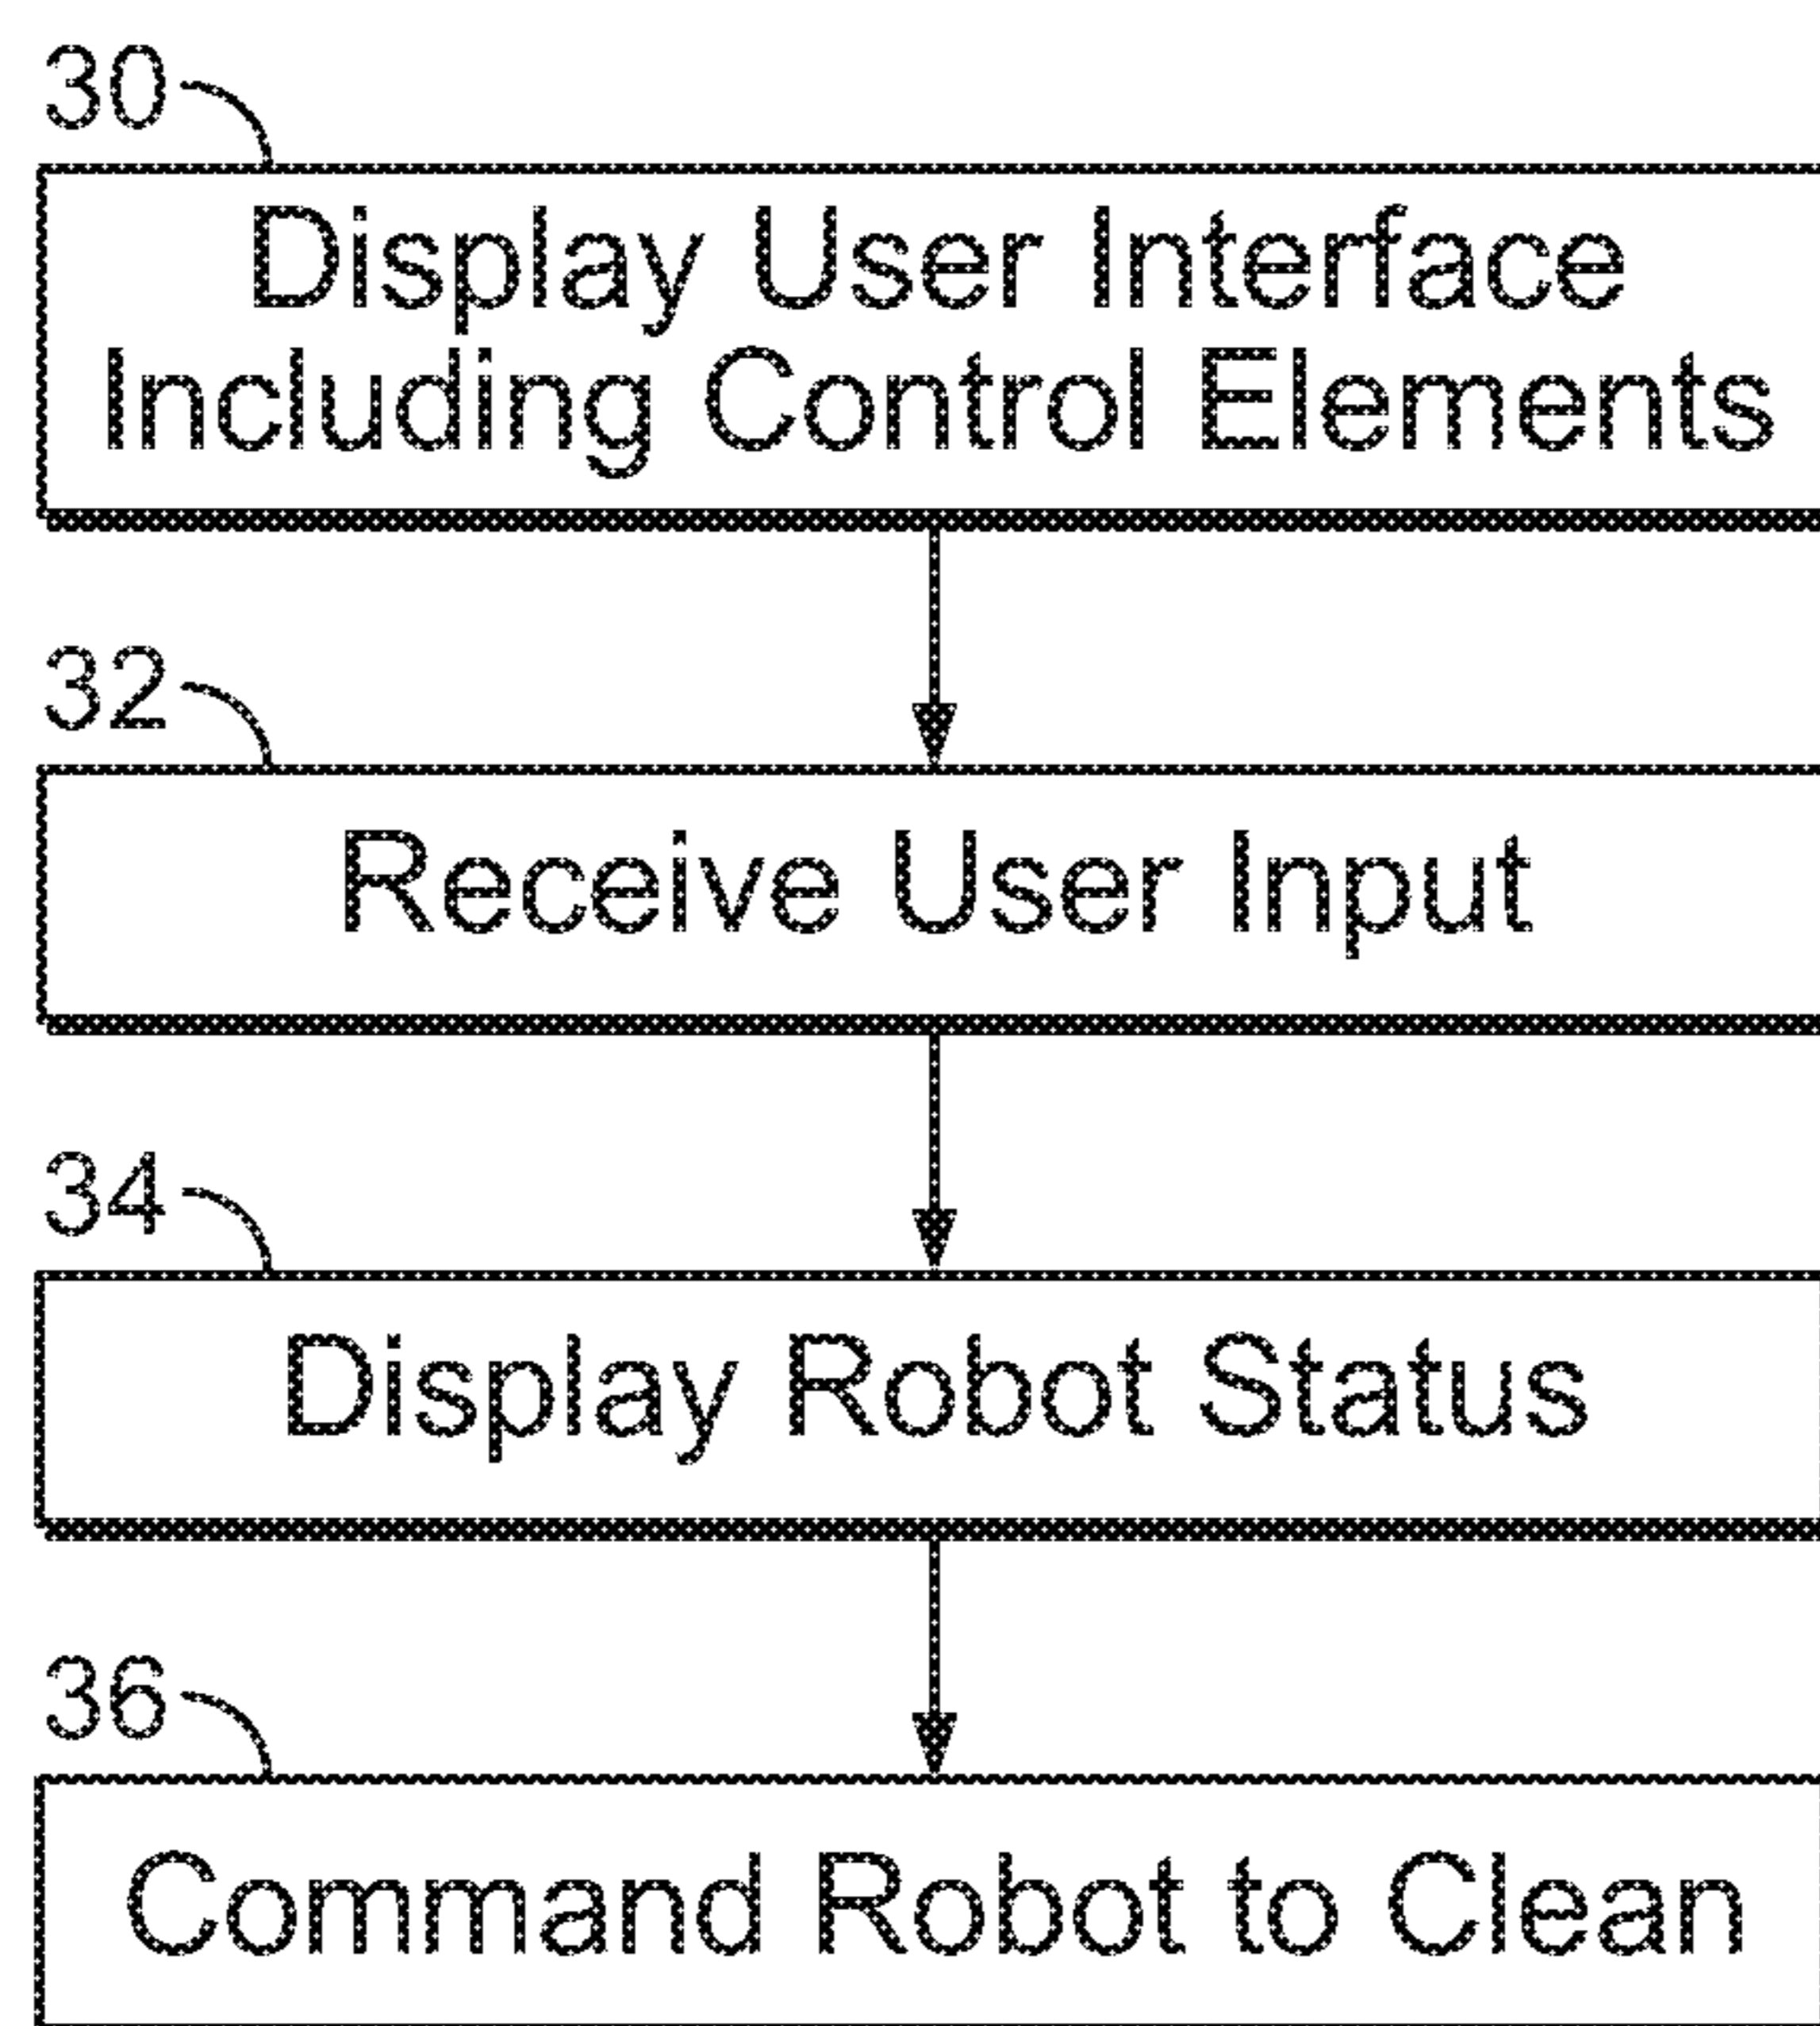 30
Display User Interface
Including Control Elements
32
Receive User Input
34
Display Robot Status
36
Command Robot to Clean